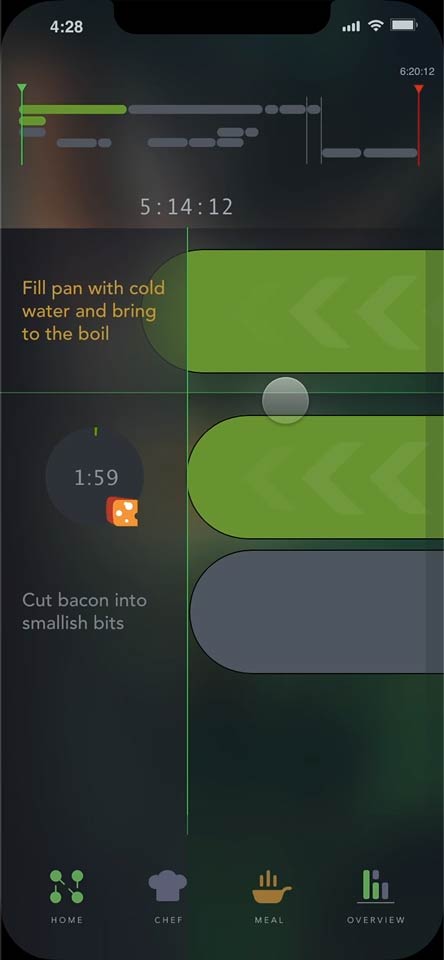 4:28
6:20:12
5:14:12
Fill pan with cold
water and bring
to the boil
1:59
Cut bacon into
smallish bits
HOME
CHEF
MEAL
OVERVIEW